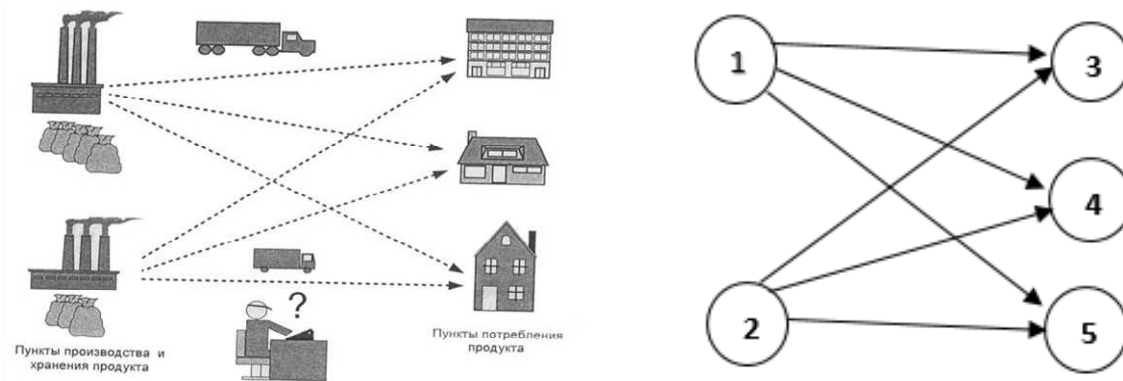 ?
Пункты производства и
хранения продукта
Пункты потребления
продукта
1
2
3
4
5